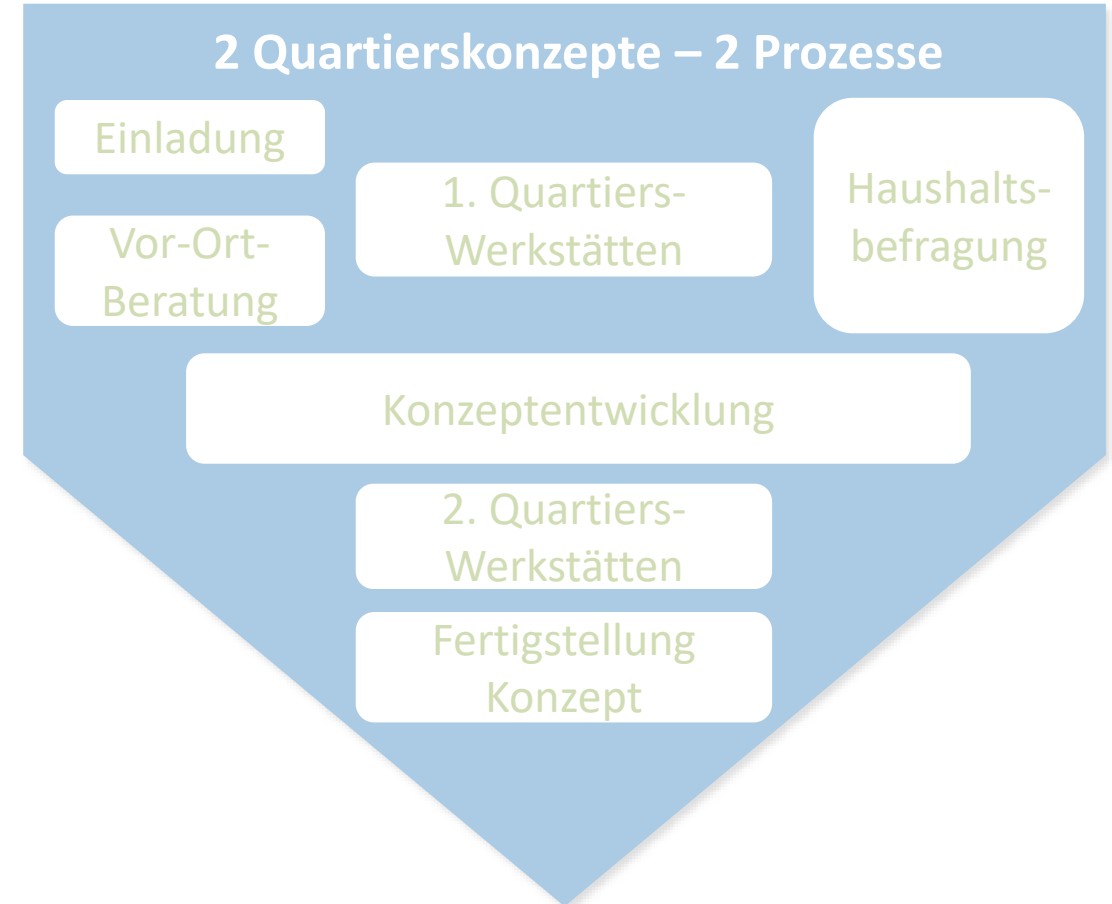 2 Quartierskonzepte – 2 Prozesse
Einladung
Vor-Ort-
Beratung
1. Quartiers-
Werkstätten
Haushalts-
befragung
Konzeptentwicklung
2. Quartiers-
Werkstätten
Fertigstellung
Konzept